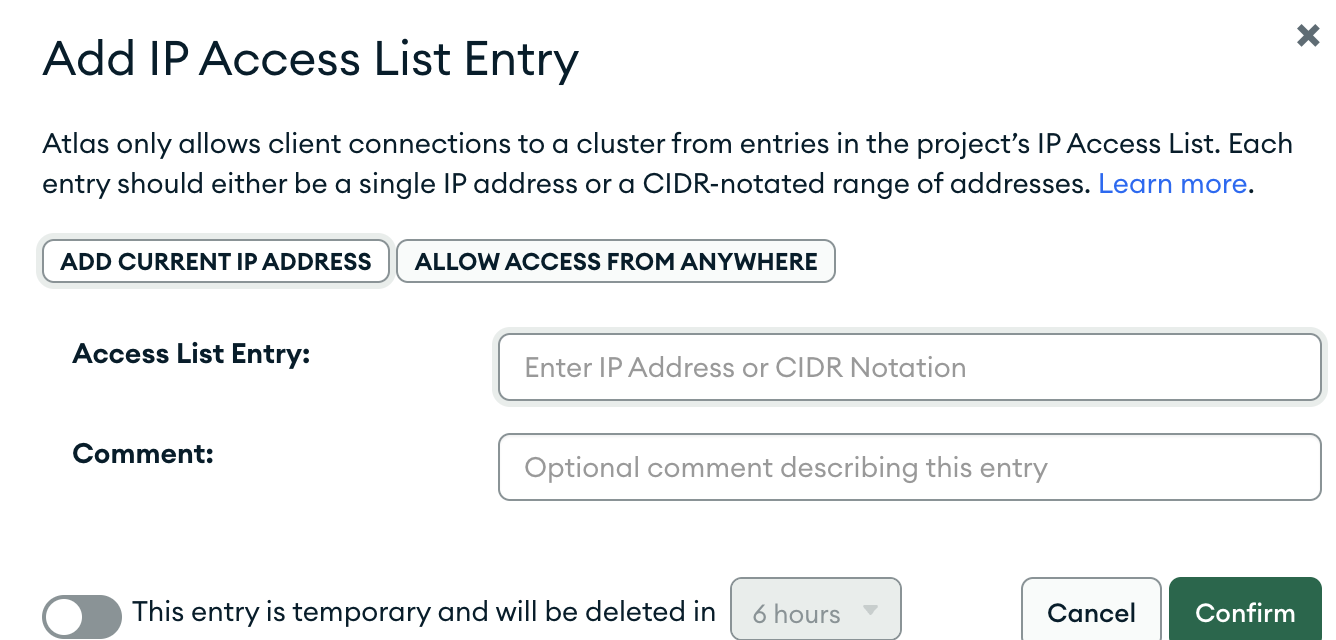 Add IP Access List Entry
Atlas only allows client connections to a cluster from entries in the project’s IP Access List. Each
entry should either be a single IP address or a CIDR-notated range of addresses. Learn more.
ADD CURRENT IP ADDRESS ALLOW ACCESS FROM ANYWHERE
Access List Entry: Enter IP Address or CIDR Notation
Comment: Optional comment describing this entry
This entry is temporary and will be deleted in 6 hours Cancel Confirm